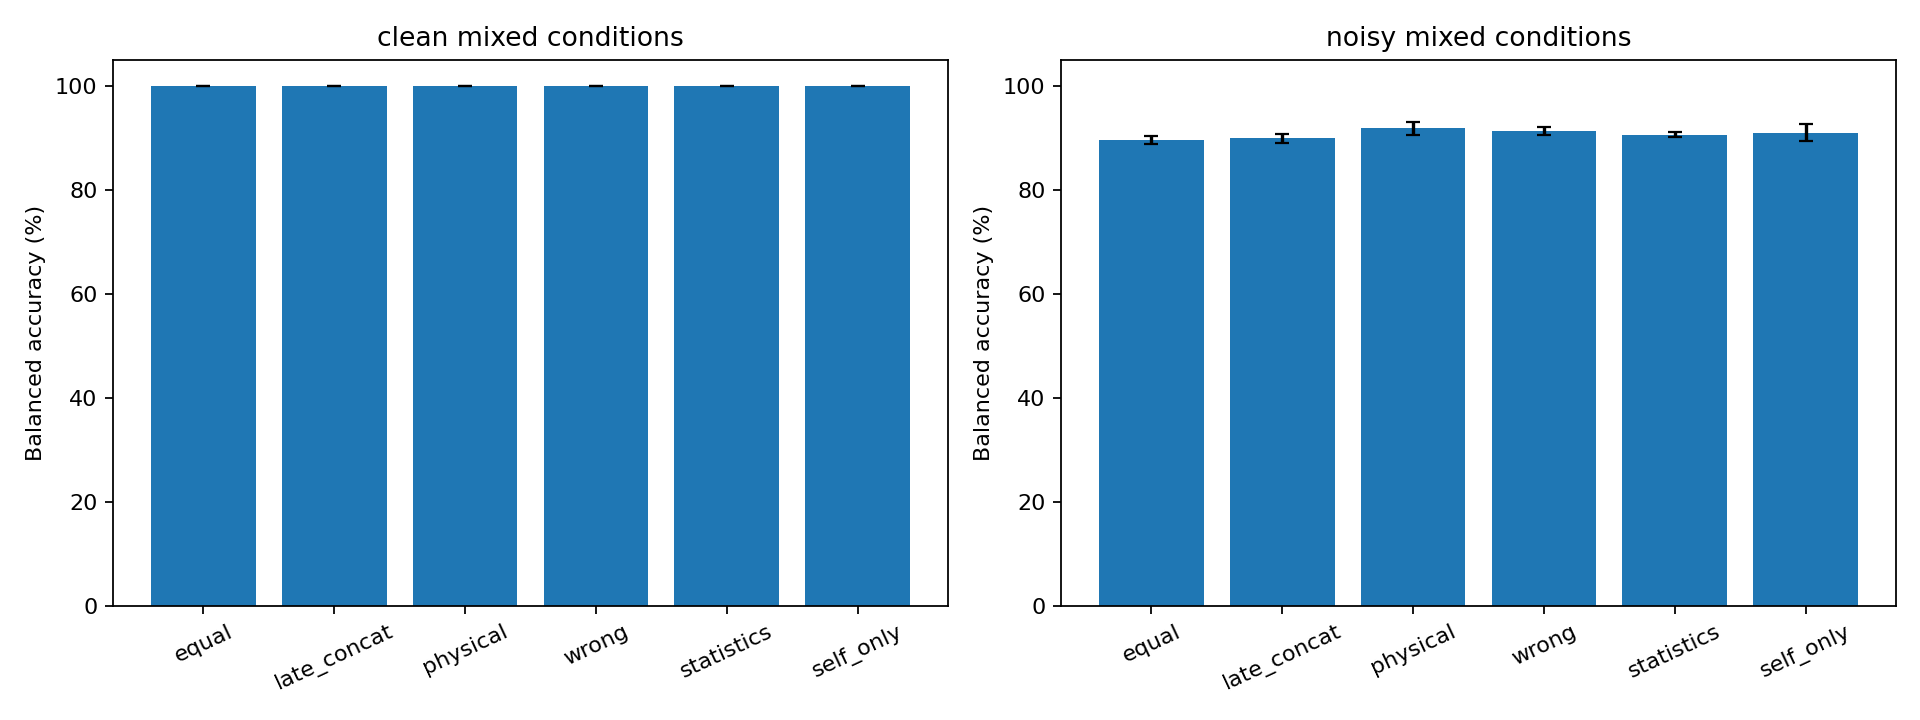 clean mixed conditions
Balanced accuracy (%)
100
80
60
40
20
0
equal
late_concat
physical
wrong
statistics
self_only
noisy mixed conditions
Balanced accuracy (%)
100
80
60
40
20
0
equal
late_concat
physical
wrong
statistics
self_only